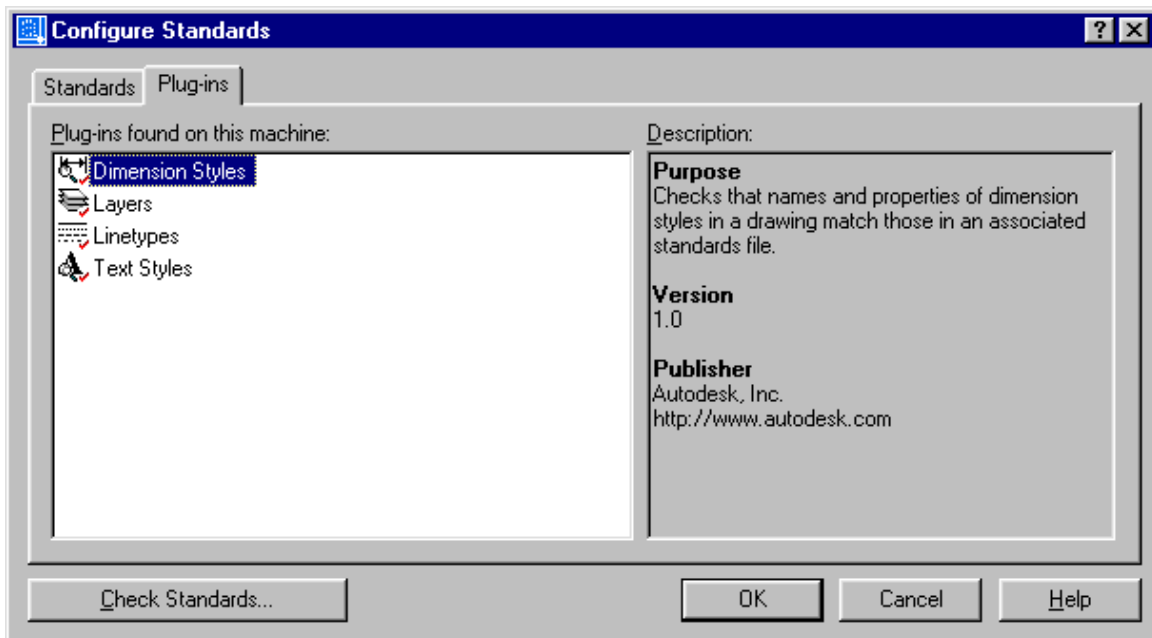 Configure Standards
Standards
Plug-ins
Plug-ins found on this machine:
Dimension Styles
Layers
Linetypes
Text Styles
Description:
Purpose
Checks that names and properties of dimension
styles in a drawing match those in an associated
standards file.
Version
1.0
Publisher
Autodesk, Inc.
http://www.autodesk.com
Check Standards...
OK
Cancel
Help